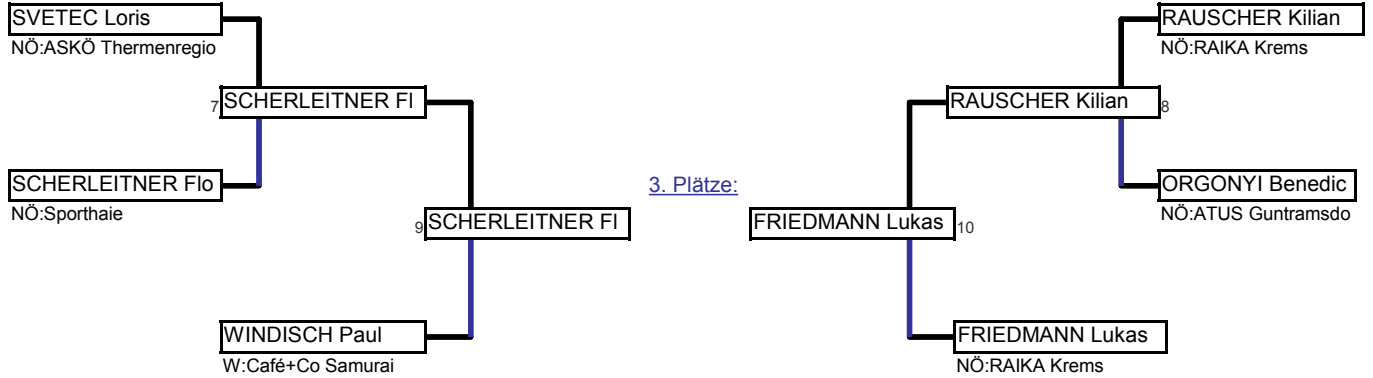 SVETEC Loris
NÖ:ASKÖ Thermenregio
7
SCHERLEITNER Fl
SCHERLEITNER Flo
NÖ:Sporthaie
9
SCHERLEITNER Fl
WINDISCH Paul
W:Café+Co Samurai
3. Plätze:
RAUSCHER Kilian
NÖ:RAIKA Krems
RAUSCHER Kilian
8
ORGONYI Benedic
NÖ:ATUS Guntramsdo
FRIEDMANN Lukas
10
FRIEDMANN Lukas
NÖ:RAIKA Krems